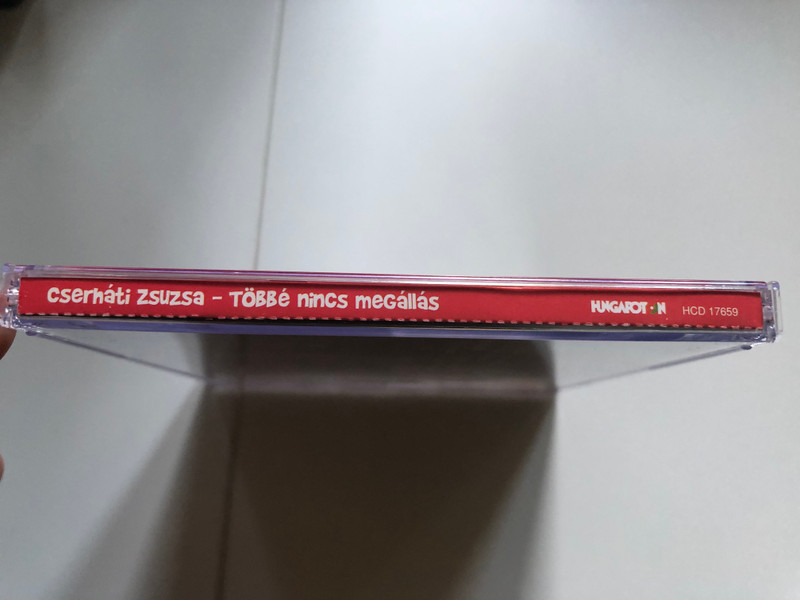 Cserháti Zsuzsa - Többé nincs megállás HUNGAROTON HCD 17659